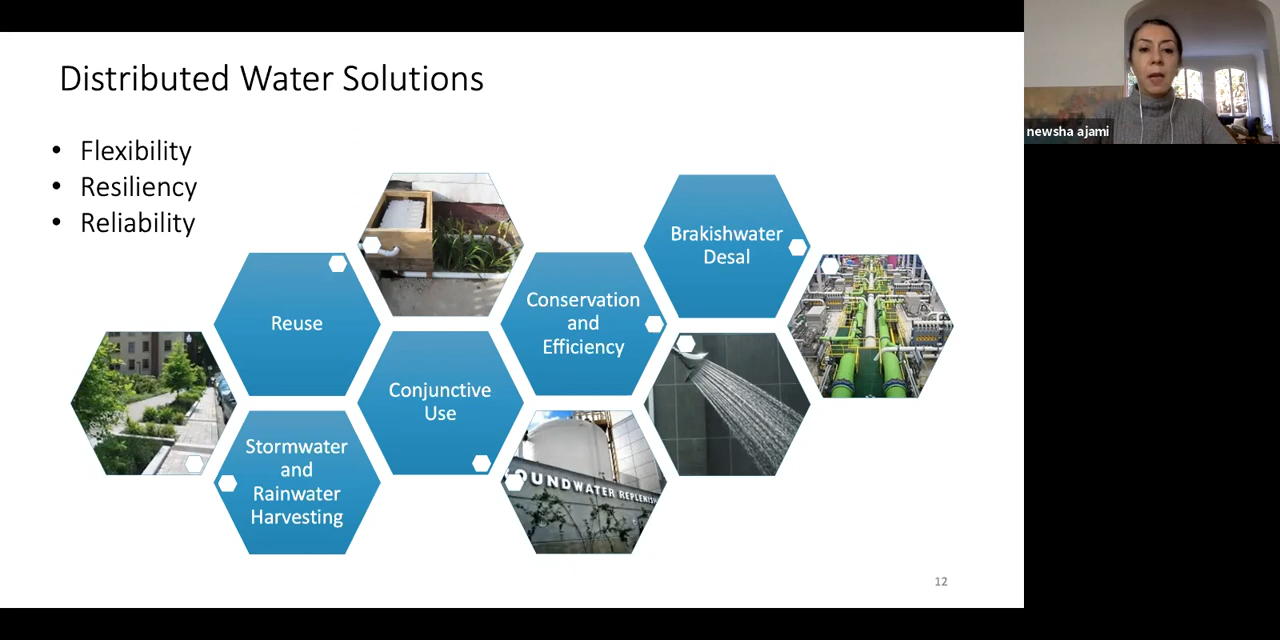 Distributed Water Solutions
• Flexibility
• Resiliency
• Reliability
Reuse
Stormwater
and
Rainwater
Harvesting
Conjunctive
Use
Conservation
and
Efficiency
Brakishwater
Desal
OUNDWATER REPLENIS
12
newsha ajami